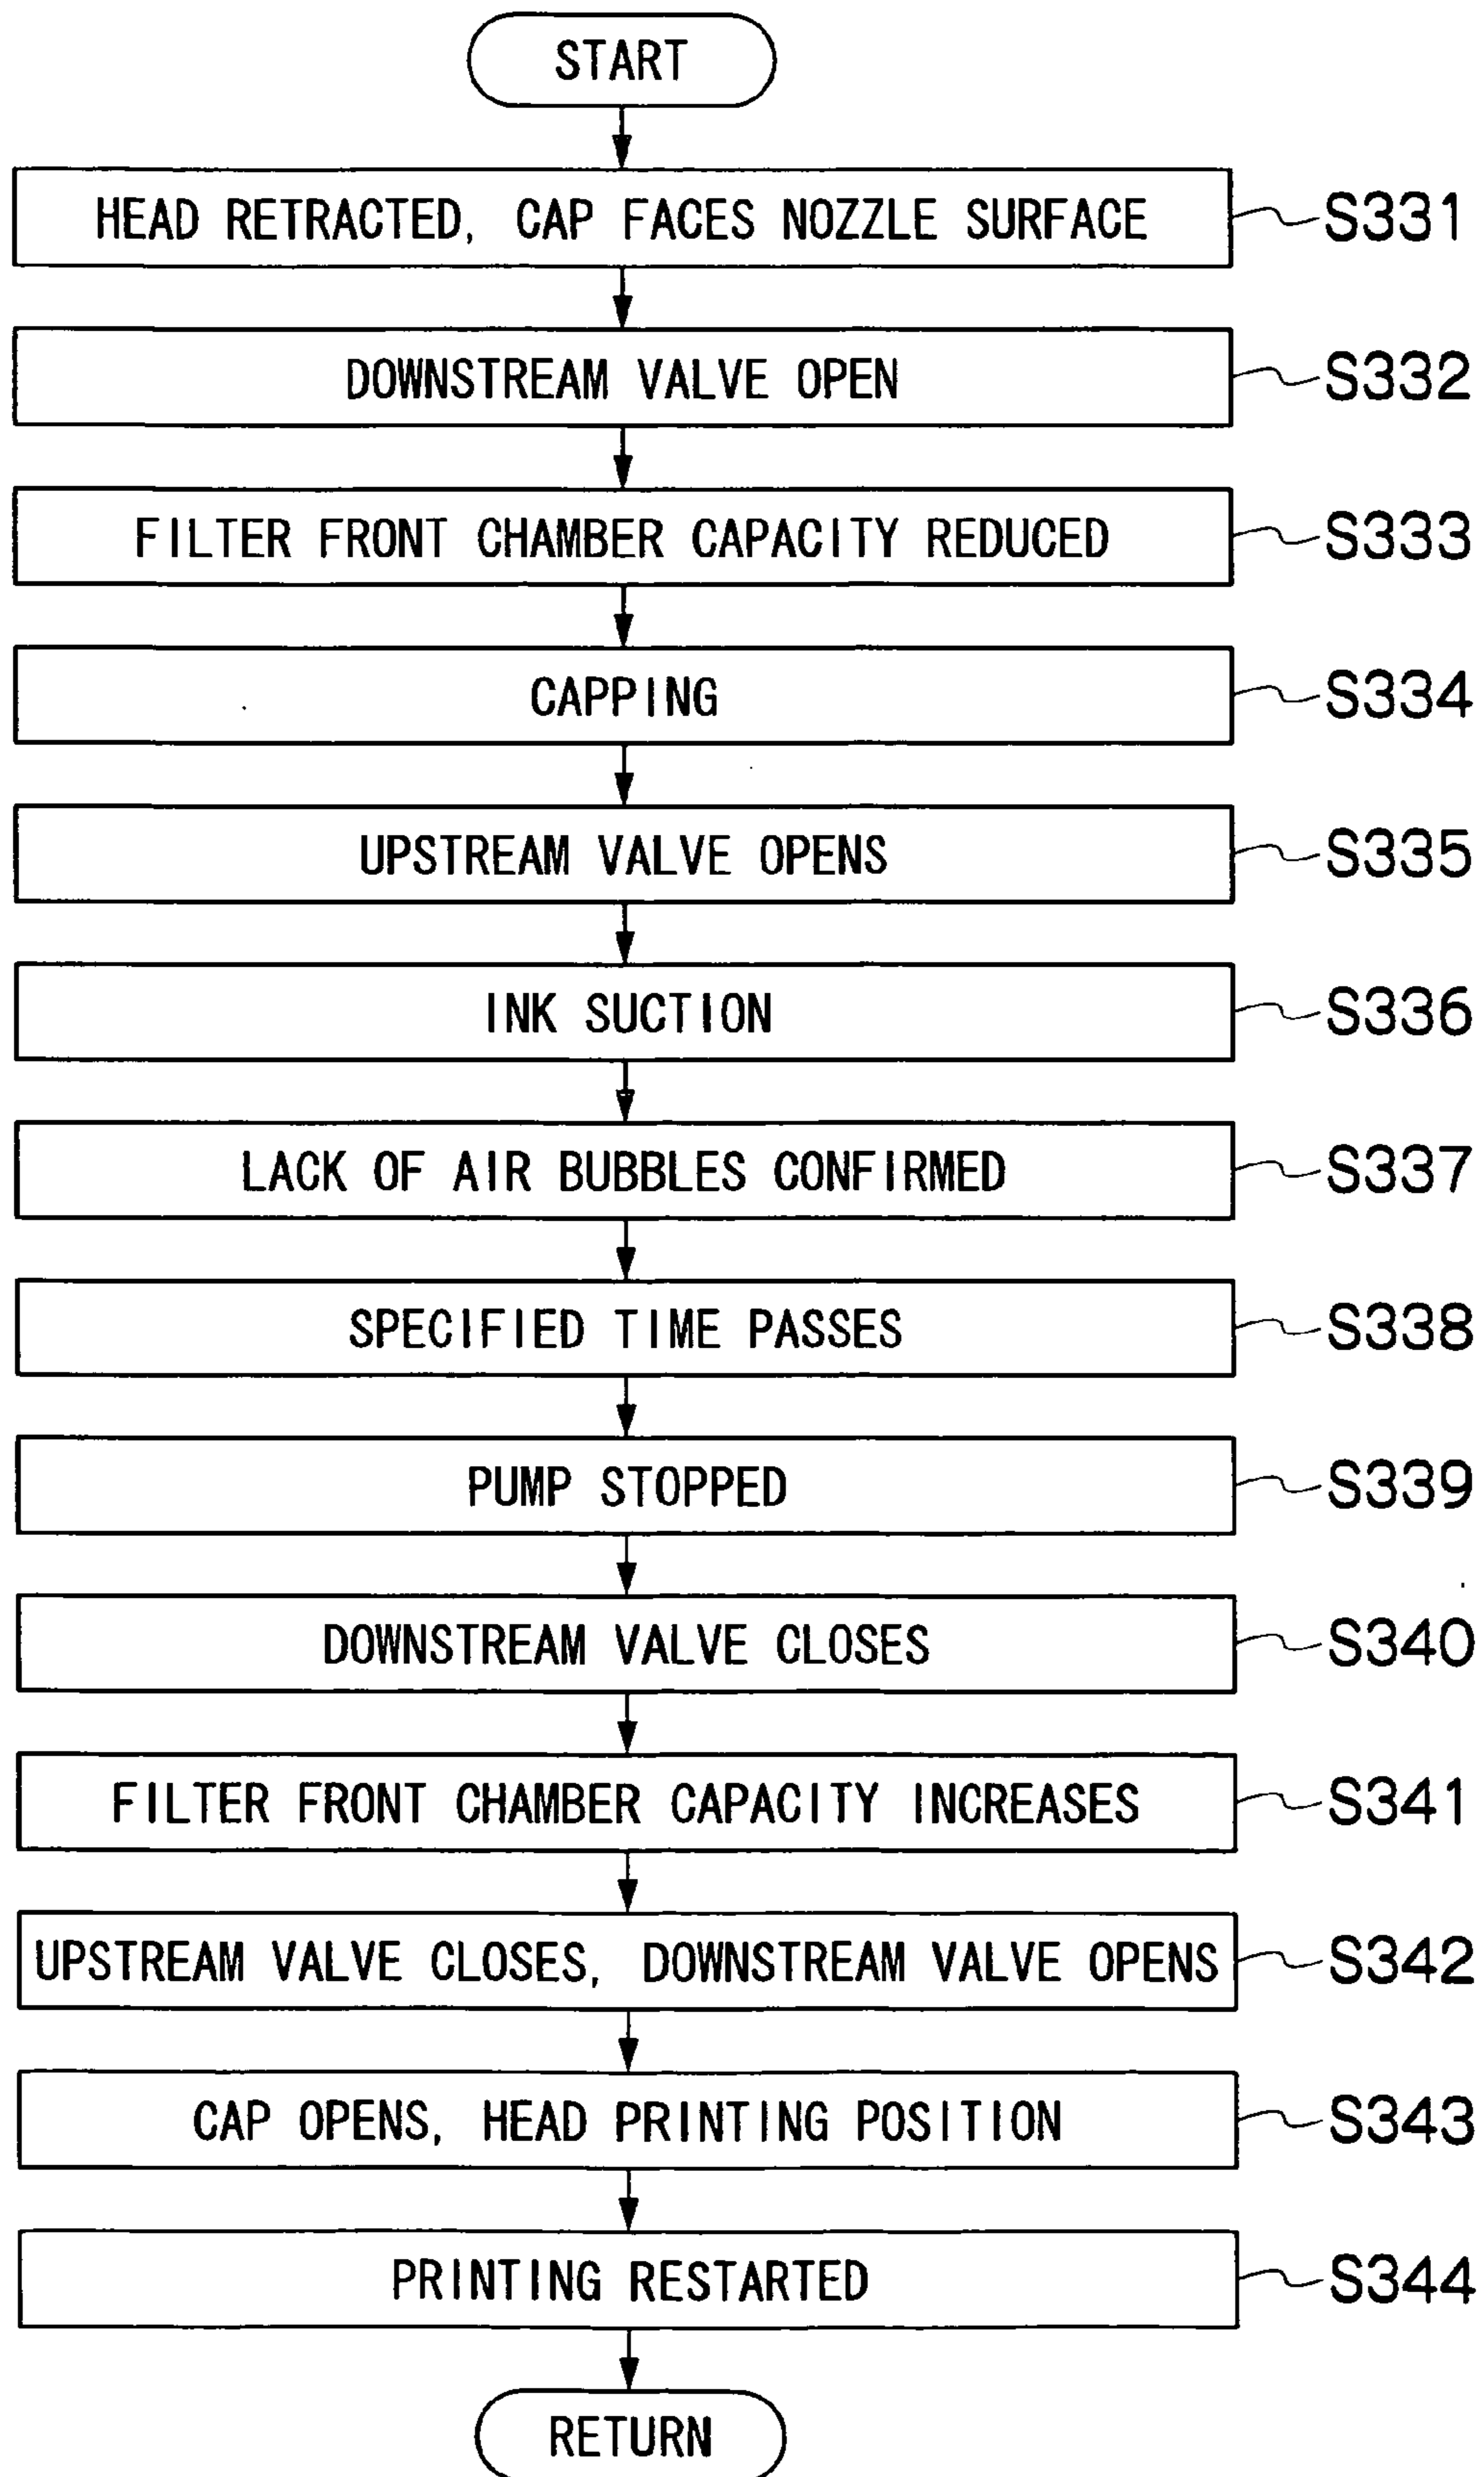 START
HEAD RETRACTED, CAP FACES NOZZLE SURFACE S331
DOWNSTREAM VALVE OPEN S332
FILTER FRONT CHAMBER CAPACITY REDUCED S333
CAPPING S334
UPSTREAM VALVE OPENS S335
INK SUCTION S336
LACK OF AIR BUBBLES CONFIRMED S337
SPECIFIED TIME PASSES S338
PUMP STOPPED S339
DOWNSTREAM VALVE CLOSES S340
FILTER FRONT CHAMBER CAPACITY INCREASES S341
UPSTREAM VALVE CLOSES, DOWNSTREAM VALVE OPENS S342
CAP OPENS, HEAD PRINTING POSITION S343
PRINTING RESTARTED S344
RETURN